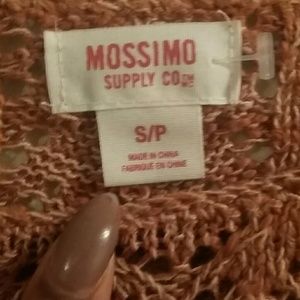 MOSSIMO
SUPPLY CO
S/P
MADE IN CHINA
FABRIQUÉ EN CHINE